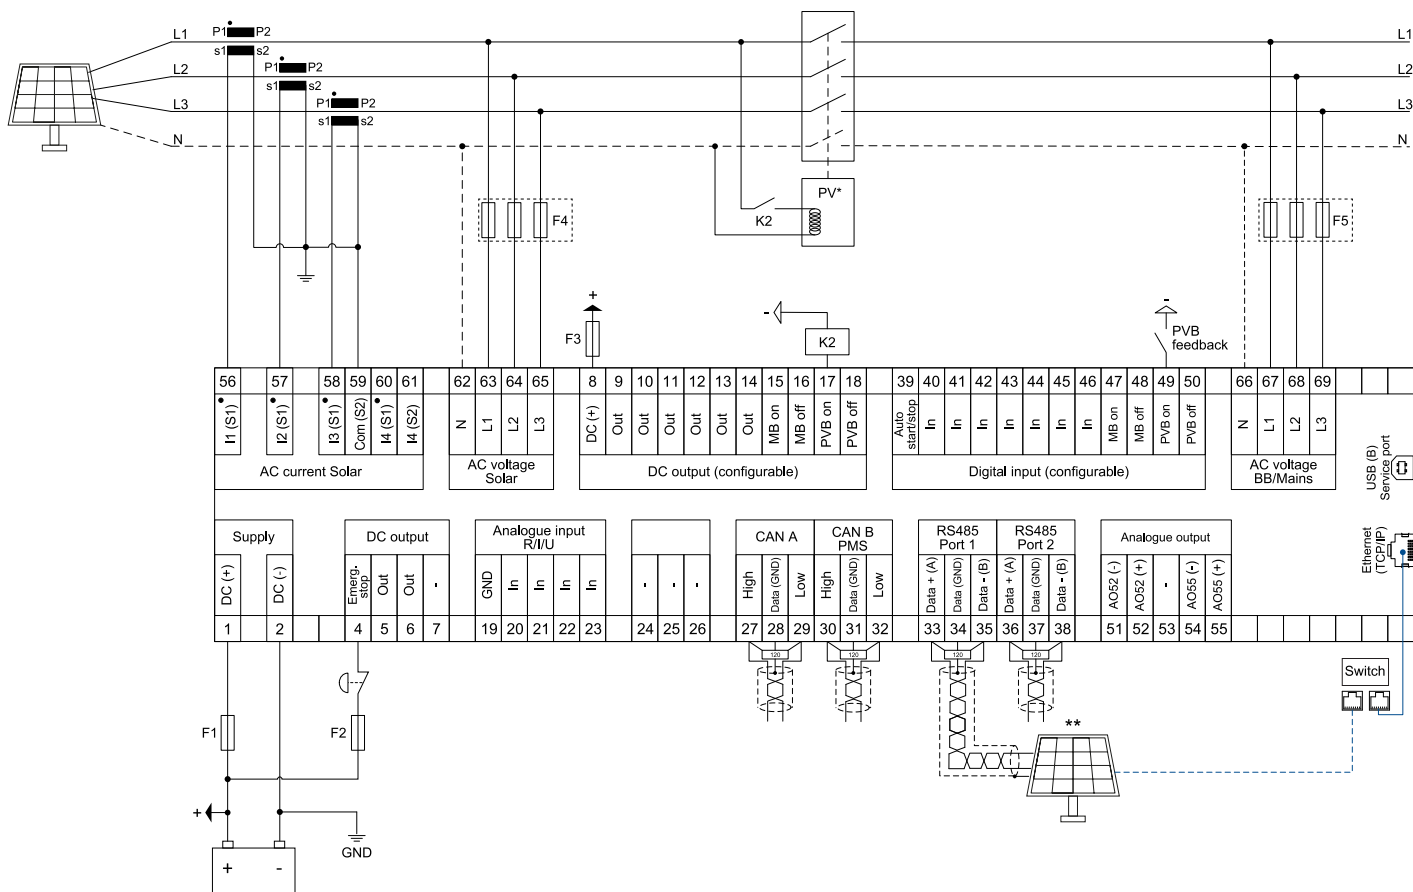 L1 P1 P2 L1
s1 s2
L2 P1 P2 L2
s1 s2
L3 P1 P2 L3
s1 s2
N N
PV*
K2
F4 F5
+ - -
F3 K2 PVB
feedback
56 57 58 59 60 61 62 63 64 65 8 9 10 11 12 13 14 15 16 17 18 39 40 41 42 43 44 45 46 47 48 49 50 66 67 68 69
I1 (S1) I2 (S1) I3 (S1) Com (S2) I4 (S1) I4 (S2) N L1 L2 L3 DC (+) Out Out Out Out Out Out MB on MB off PVB on PVB off Auto start/stop In In In In In In In MB on MB off PVB on PVB off N L1 L2 L3
AC current Solar
AC voltage
Solar
DC output (configurable)
Digital input (configurable)
AC voltage
BB/Mains
USB (B)
Service port
Supply
DC output
Analogue input
R/I/U
CAN A
CAN B
PMS
RS485
Port 1
RS485
Port 2
Analogue output
Ethernet
(TCP/IP)
DC (+) DC (-) Emerg. stop Out Out - GND In In In In - - - High Data (GND) Low High Data (GND) Low Data + (A) Data (GND) Data - (B) Data + (A) Data (GND) Data - (B) AO52 (-) AO52 (+) - AO55 (-) AO55 (+)
1 2 4 5 6 7 19 20 21 22 23 24 25 26 27 28 29 30 31 32 33 34 35 36 37 38 51 52 53 54 55
120 120 120 120
Switch
F1 F2
**
+
GND
+ -